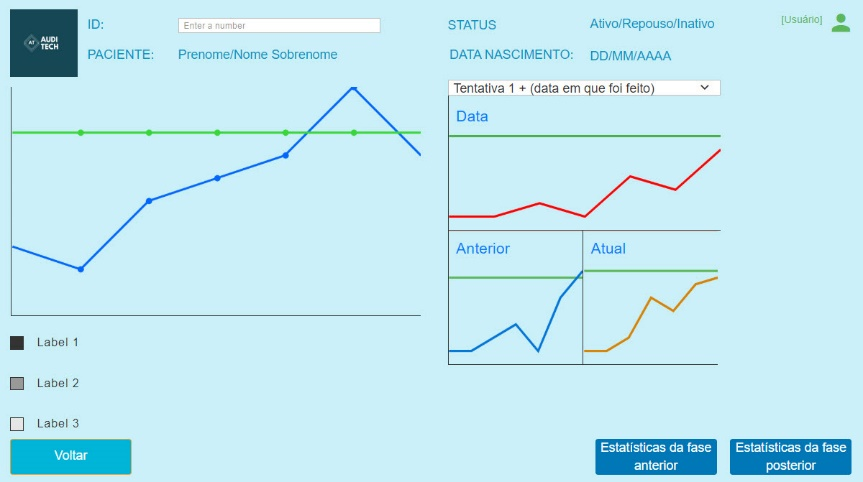 AT
AUDI
TECH
ID:
Enter a number
PACIENTE:
Prenome/Nome Sobrenome
STATUS
Ativo/Repouso/Inativo
DATA NASCIMENTO:
DD/MM/AAAA
[Usuário]
Tentativa 1 + (data em que foi feito)
Data
Anterior
Atual
Label 1
Label 2
Label 3
Voltar
Estatísticas da fase
anterior
Estatísticas da fase
posterior